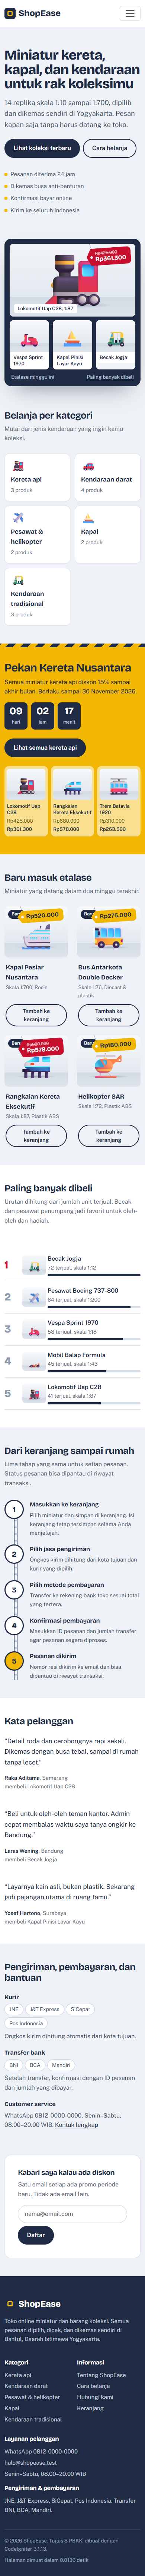 ShopEase
Miniatur kereta,
kapal, dan kendaraan
untuk rak koleksimu
14 replika skala 1:10 sampai 1:700, dipilih
dan dikemas sendiri di Yogyakarta. Pesan
kapan saja tanpa harus datang ke toko.
Lihat koleksi terbaru
Cara belanja
Pesanan diterima 24 jam
Dikemas busa anti-benturan
Konfirmasi bayar online
Kirim ke seluruh Indonesia
Rp361.300
Lokomotif Uap C28, 1:87
Vespa Sprint
1970
Kapal Pinisi
Layar Kayu
Becak Jogja
Etalase minggu ini
Paling banyak dibeli
Belanja per kategori
Mulai dari jenis kendaraan yang ingin kamu
koleksi.
Kereta api
3 produk
Kendaraan darat
4 produk
Pesawat &
helikopter
2 produk
Kapal
2 produk
Kendaraan
tradisional
3 produk
Pekan Kereta Nusantara
Semua miniatur kereta api diskon 15% sampai
akhir bulan. Berlaku sampai 30 November 2026.
09
hari
02
jam
17
menit
Lihat semua kereta api
Lokomotif Uap
C28
Rp425.000
Rp361.300
Rangkaian
Kereta Eksekutif
Rp680.000
Rp578.000
Trem Batavia
1920
Rp310.000
Rp263.500
Baru masuk etalase
Miniatur yang datang dalam dua minggu terakhir.
Rp520.000
Kapal Pesiar
Nusantara
Skala 1:700, Resin
Tambah ke
keranjang
Rp275.000
Bus Antarkota
Double Decker
Skala 1:76, Diecast &
plastik
Tambah ke
keranjang
Rp578.000
Rangkaian Kereta
Eksekutif
Skala 1:87, Plastik ABS
Tambah ke
keranjang
Rp180.000
Helikopter SAR
Skala 1:72, Plastik ABS
Tambah ke
keranjang
Paling banyak dibeli
Urutan dihitung dari jumlah unit terjual. Becak
dan pesawat penumpang jadi favorit untuk oleh-
oleh dan hadiah.
1
Becak Jogja
72 terjual, skala 1:12
2
Pesawat Boeing 737-800
64 terjual, skala 1:200
3
Vespa Sprint 1970
58 terjual, skala 1:18
4
Mobil Balap Formula
45 terjual, skala 1:43
5
Lokomotif Uap C28
41 terjual, skala 1:87
Dari keranjang sampai rumah
Lima tahap yang sama untuk setiap pesanan.
Status pesanan bisa dipantau di riwayat
transaksi.
1
Masukkan ke keranjang
Pilih miniatur dan simpan di keranjang. Isi
keranjang tetap tersimpan selama Anda
menjelajah.
2
Pilih jasa pengiriman
Ongkos kirim dihitung dari kota tujuan dan
kurir yang dipilih.
3
Pilih metode pembayaran
Transfer ke rekening bank toko sesuai total
yang tertera.
4
Konfirmasi pembayaran
Masukkan ID pesanan dan jumlah transfer
agar pesanan segera diproses.
5
Pesanan dikirim
Nomor resi dikirim ke email dan bisa
dipantau di riwayat transaksi.
Kata pelanggan
"Detail roda dan cerobongnya rapi sekali.
Dikemas dengan busa tebal, sampai di rumah
tanpa lecet."
Raka Aditama, Semarang
membeli Lokomotif Uap C28
"Beli untuk oleh-oleh teman kantor. Admin
cepat membalas waktu saya tanya ongkir ke
Bandung."
Laras Wening, Bandung
membeli Becak Jogja
"Layarnya kain asli, bukan plastik. Sekarang
jadi pajangan utama di ruang tamu."
Yosef Hartono, Surabaya
membeli Kapal Pinisi Layar Kayu
Pengiriman, pembayaran, dan
bantuan
Kurir
JNE
J&T Express
SiCepat
Pos Indonesia
Ongkos kirim dihitung otomatis dari kota tujuan.
Transfer bank
BNI
BCA
Mandiri
Setelah transfer, konfirmasi dengan ID pesanan
dan jumlah yang dibayar.
Customer service
WhatsApp 0812-0000-0000, Senin–Sabtu,
08.00–20.00 WIB. Kontak lengkap
Kabari saya kalau ada diskon
Satu email setiap ada promo periode
baru. Tidak ada email lain.
nama@email.com
Daftar
ShopEase
Toko online miniatur dan barang koleksi. Semua
pesanan dipilih, dicek, dan dikemas sendiri di
Bantul, Daerah Istimewa Yogyakarta.
Kategori
Kereta api
Kendaraan darat
Pesawat & helikopter
Kapal
Kendaraan tradisional
Informasi
Tentang ShopEase
Cara belanja
Hubungi kami
Keranjang
Layanan pelanggan
WhatsApp 0812-0000-0000
halo@shopease.test
Senin–Sabtu, 08.00–20.00 WIB
Pengiriman & pembayaran
JNE, J&T Express, SiCepat, Pos Indonesia. Transfer
BNI, BCA, Mandiri.
© 2026 ShopEase. Tugas 8 PBKK, dibuat dengan
CodeIgniter 3.1.13.
Halaman dimuat dalam 0.0136 detik